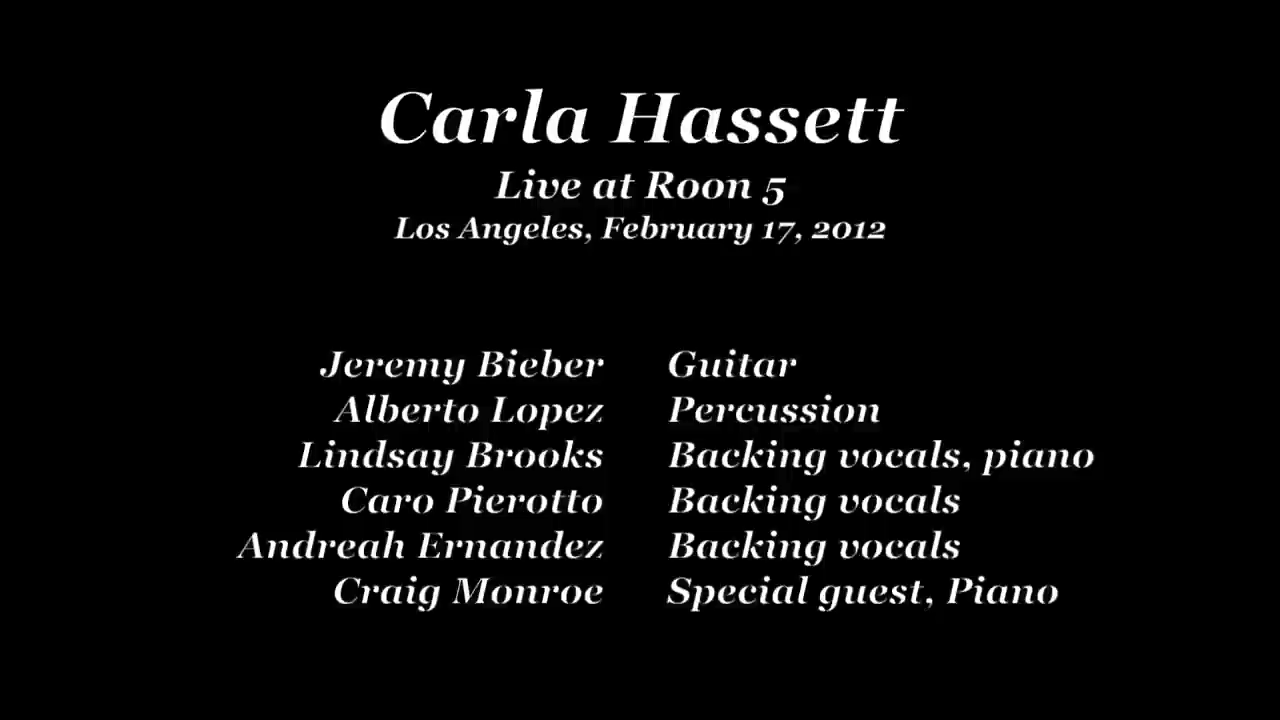 Carla Hassett
Live at Roon 5
Los Angeles, February 17, 2012
Jeremy Bieber Guitar
Alberto Lopez Percussion
Lindsay Brooks Backing vocals, piano
Caro Pierotto Backing vocals
Andreah Ernandez Backing vocals
Craig Monroe Special guest, Piano